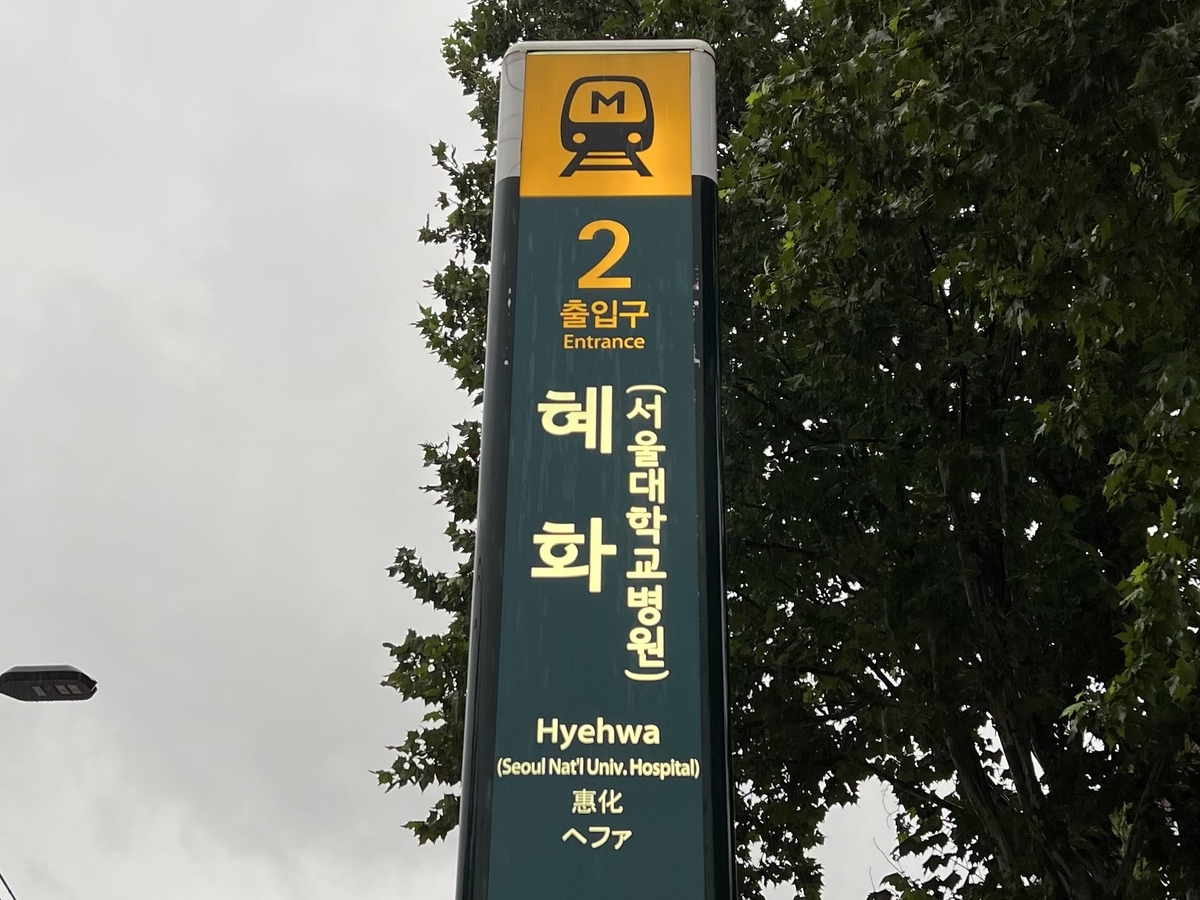 M
2
출입구
Entrance
혜화
(서울대학교병원)
Hyehwa
(Seoul Nat'l Univ. Hospital)
惠化
ヘファ